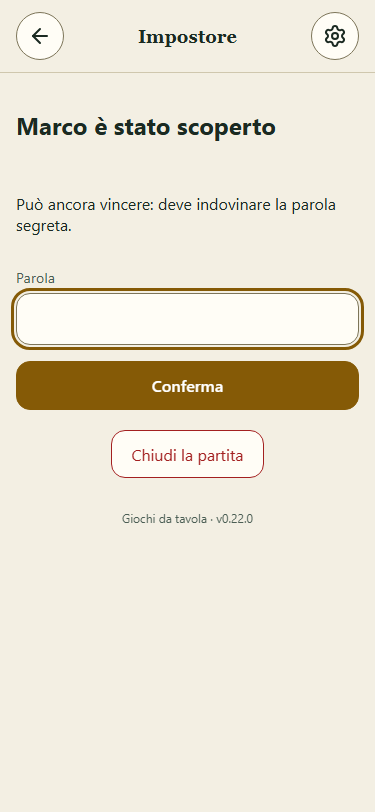 Impostore
Marco è stato scoperto
Può ancora vincere: deve indovinare la parola
segreta.
Parola
Conferma
Chiudi la partita
Giochi da tavola · v0.22.0